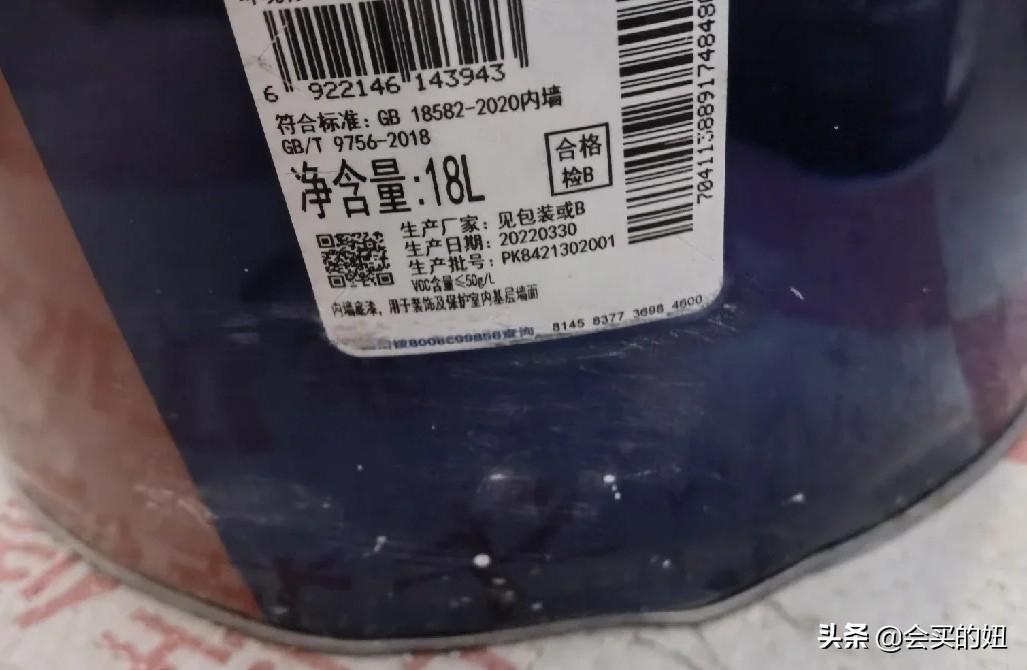 6 922146 143943
符合标准：GB 18582-2020内墙
GB/T 9756-2018
净含量:18L
合格
检B
生产厂家：见包装或B
生产日期：20220330
生产批号：PK8421302001
VOC含量≤50g/L
内墙底漆，用于装饰及保护室内基层墙面
8145 8377 3698 4600
头条 @会买的妞